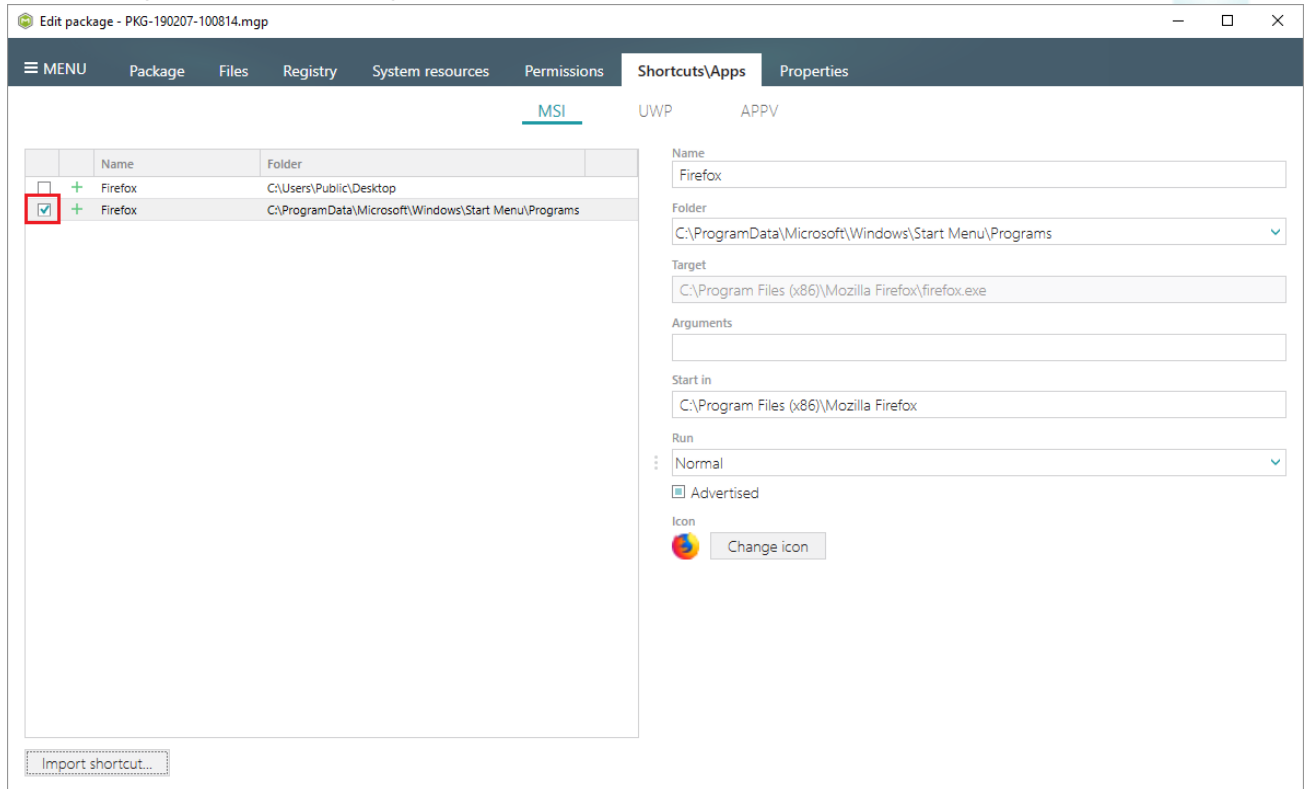 Edit package - PKG-190207-100814.mgp
MENU Package Files Registry System resources Permissions Shortcuts\Apps Properties
MSI UWP APPV
Name Folder
Firefox C:\Users\Public\Desktop
Firefox C:\ProgramData\Microsoft\Windows\Start Menu\Programs
Name
Firefox
Folder
C:\ProgramData\Microsoft\Windows\Start Menu\Programs
Target
C:\Program Files (x86)\Mozilla Firefox\firefox.exe
Arguments
Start in
C:\Program Files (x86)\Mozilla Firefox
Run
Normal
Advertised
Icon
Change icon
Import shortcut...